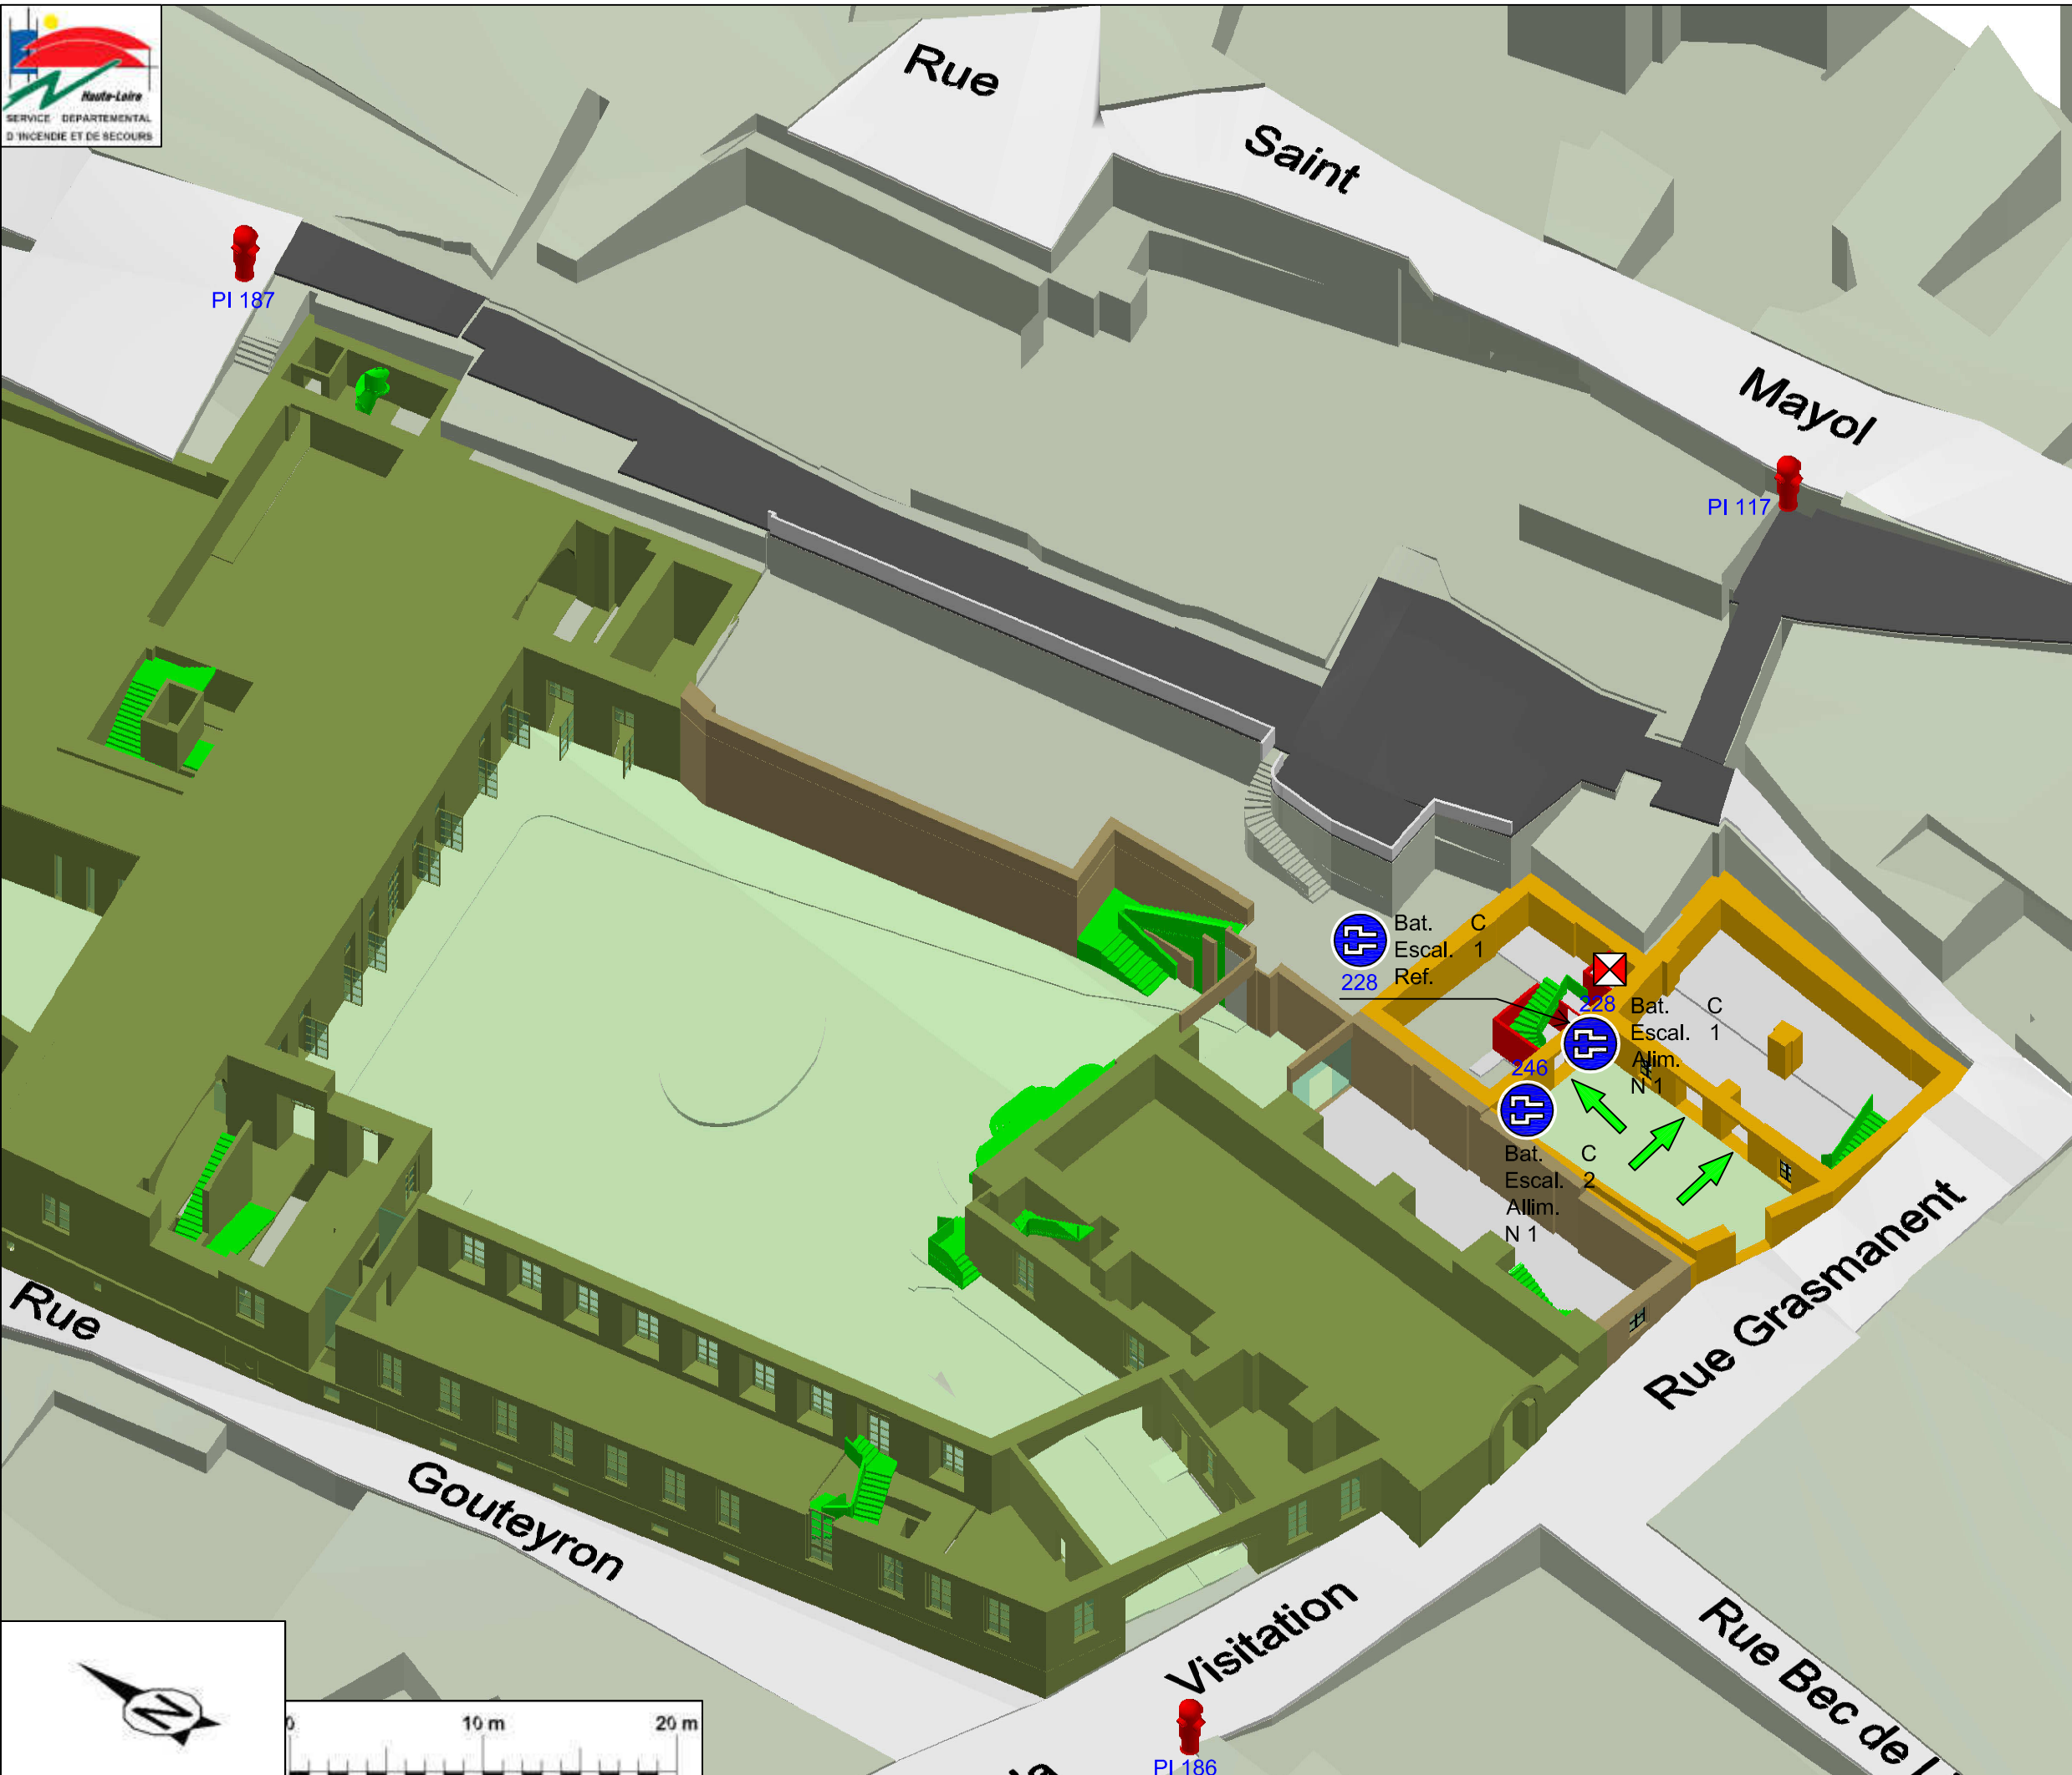 Haute-Loire
SERVICE DEPARTEMENTAL
D'INCENDIE ET DE SECOURS
Rue
Saint
Mayol
PI 187
PI 117
Bat. C
Escal. 1
Ref.
228
228
Bat. C
Escal. 1
Alim.
N 1
246
Bat. C
Escal. 2
Allim.
N 1
Rue Grasmanent
Rue
Gouteyron
Visitation
Rue Bec de
PI 186
N
0 10 m 20 m